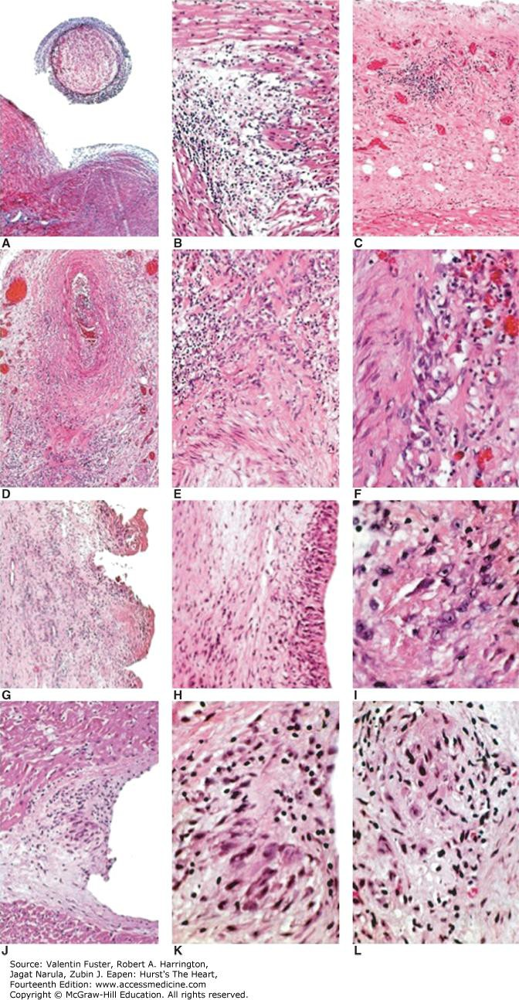 A
B
C
D
E
F
G
H
I
J
K
L
Source: Valentin Fuster, Robert A. Harrington,
Jagat Narula, Zubin J. Eapen: Hurst's The Heart,
Fourteenth Edition: www.accessmedicine.com
Copyright © McGraw-Hill Education. All rights reserved.